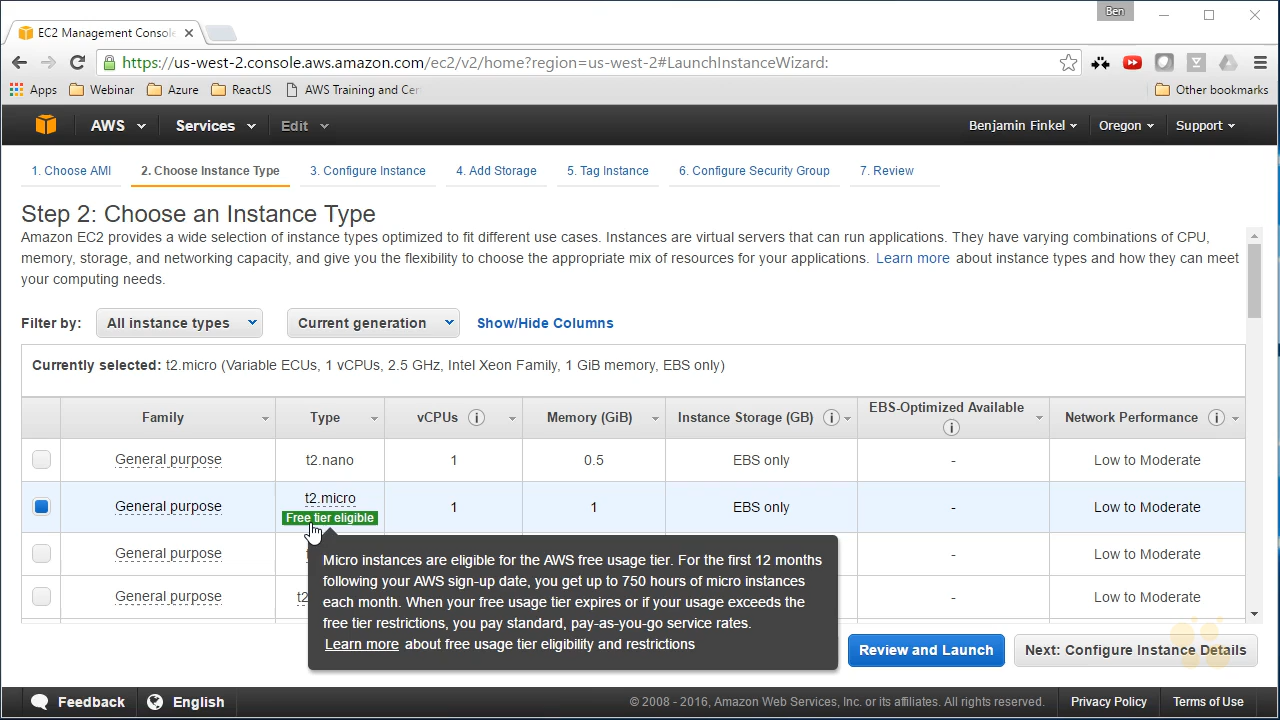 Ben
EC2 Management Console
https://us-west-2.console.aws.amazon.com/ec2/v2/home?region=us-west-2#LaunchInstanceWizard:
Apps Webinar Azure ReactJS AWS Training and Cer Other bookmarks
AWS Services Edit Benjamin Finkel Oregon Support
1. Choose AMI 2. Choose Instance Type 3. Configure Instance 4. Add Storage 5. Tag Instance 6. Configure Security Group 7. Review
Step 2: Choose an Instance Type
Amazon EC2 provides a wide selection of instance types optimized to fit different use cases. Instances are virtual servers that can run applications. They have varying combinations of CPU,
memory, storage, and networking capacity, and give you the flexibility to choose the appropriate mix of resources for your applications. Learn more about instance types and how they can meet
your computing needs.
Filter by: All instance types Current generation Show/Hide Columns
Currently selected: t2.micro (Variable ECUs, 1 vCPUs, 2.5 GHz, Intel Xeon Family, 1 GiB memory, EBS only)
Family Type vCPUs i Memory (GiB) Instance Storage (GB) i EBS-Optimized Available i Network Performance i
General purpose t2.nano 1 0.5 EBS only - Low to Moderate
General purpose t2.micro 1 1 EBS only - Low to Moderate
Free tier eligible
General purpose - Low to Moderate
General purpose - Low to Moderate
Micro instances are eligible for the AWS free usage tier. For the first 12 months
following your AWS sign-up date, you get up to 750 hours of micro instances
each month. When your free usage tier expires or if your usage exceeds the
free tier restrictions, you pay standard, pay-as-you-go service rates.
Learn more about free usage tier eligibility and restrictions
Review and Launch Next: Configure Instance Details
Feedback English © 2008 - 2016, Amazon Web Services, Inc. or its affiliates. All rights reserved. Privacy Policy Terms of Use